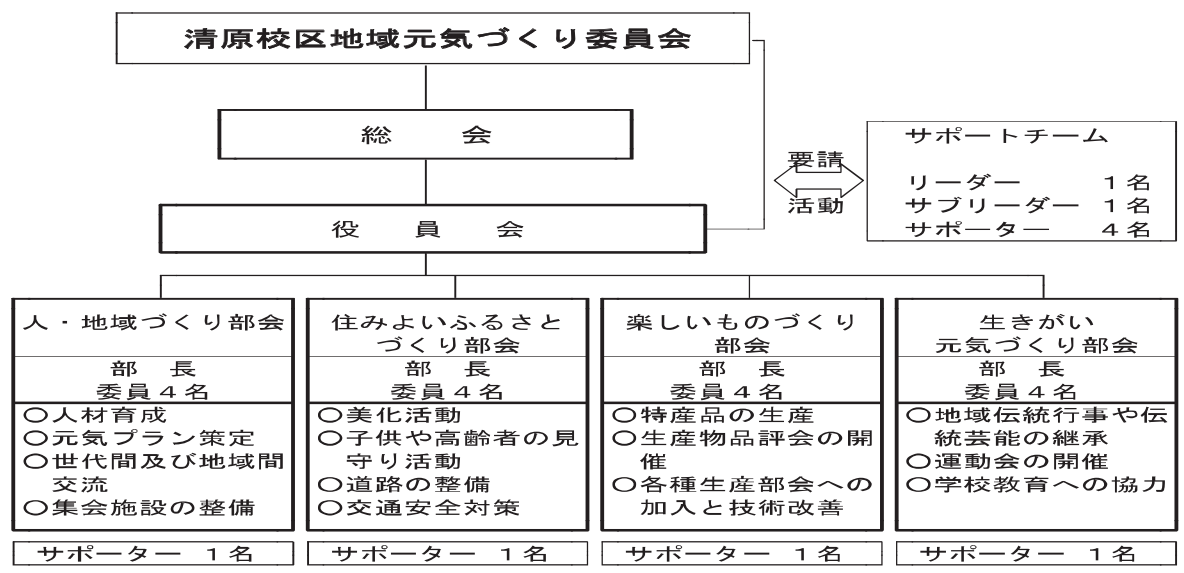 清原校区地域元気づくり委員会
総　会
役　員　会
要請
活動
サポートチーム
リーダー　１名
サブリーダー　１名
サポーター　４名
人・地域づくり部会
部　長
委員４名
○人材育成
○元気プラン策定
○世代間及び地域間
交流
○集会施設の整備
サポーター　１名
住みよいふるさと
づくり部会
部　長
委員４名
○美化活動
○子供や高齢者の見
守り活動
○道路の整備
○交通安全対策
サポーター　１名
楽しいものづくり
部会
部　長
委員４名
○特産品の生産
○生産物品評会の開
催
○各種生産部会への
加入と技術改善
サポーター　１名
生きがい
元気づくり部会
部　長
委員４名
○地域伝統行事や伝
統芸能の継承
○運動会の開催
○学校教育への協力
サポーター　１名